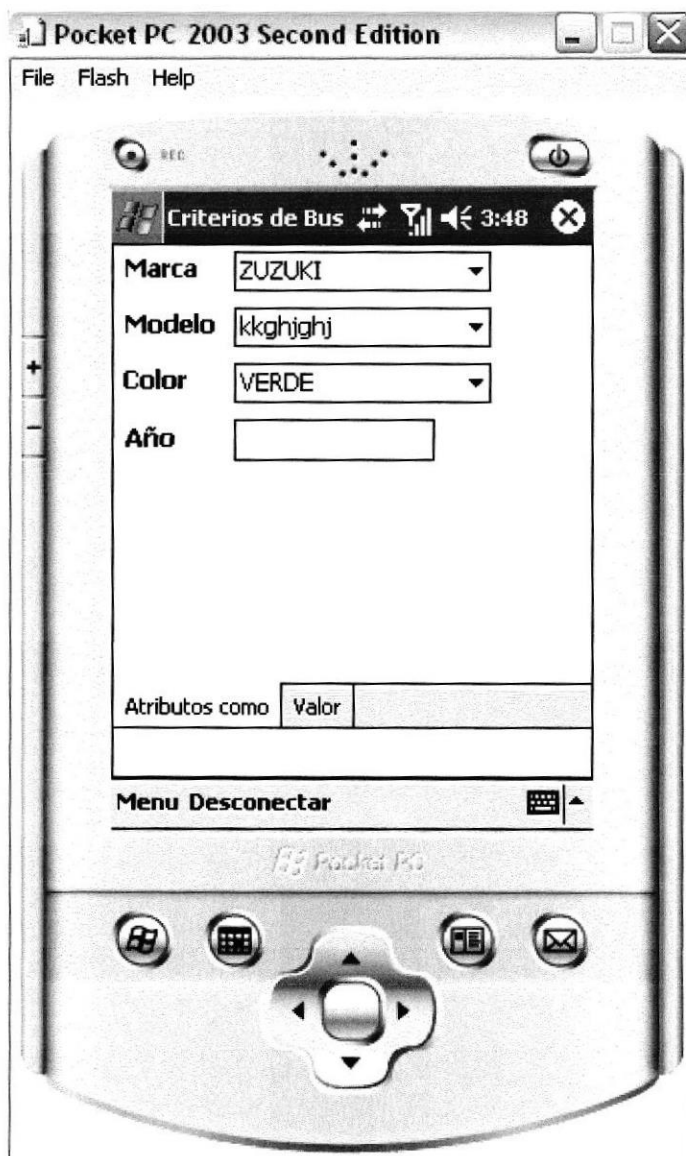 Pocket PC 2003 Second Edition
File Flash Help
REC
Criterios de Bus 3:48
Marca ZUZUKI
Modelo kkghjghj
Color VERDE
Año
Atributos como Valor
Menu Desconectar
Pocket PC